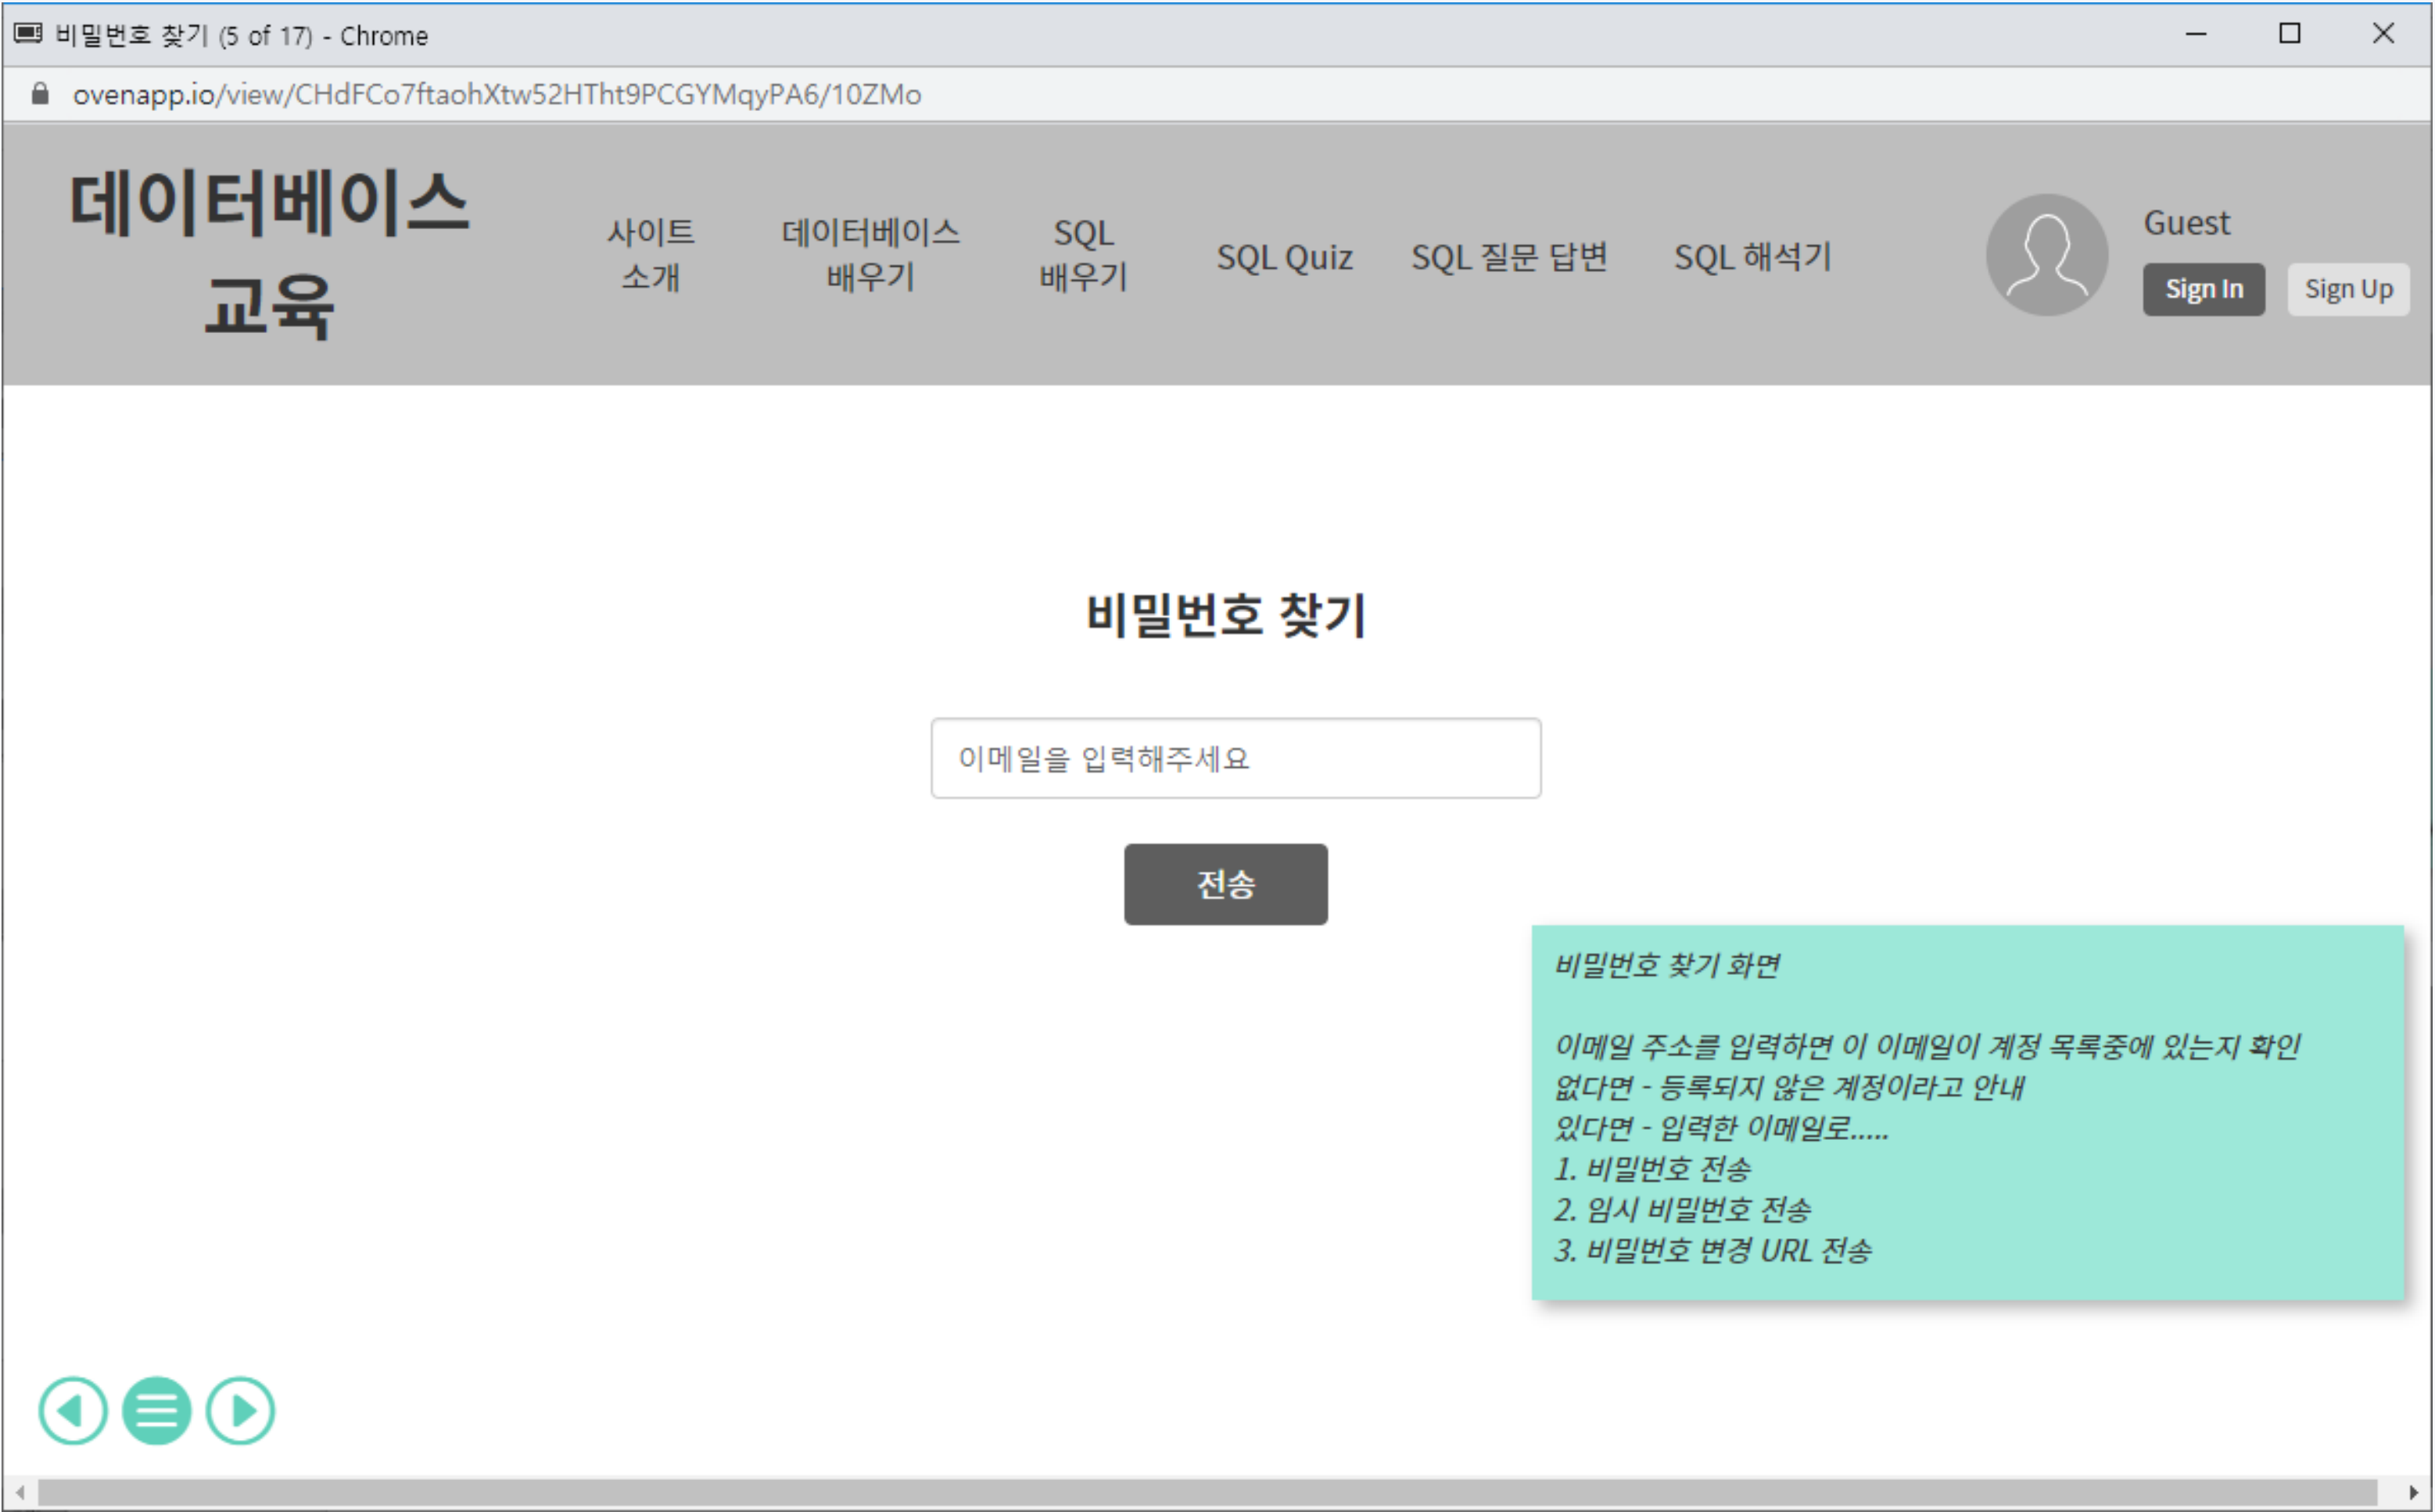 비밀번호 찾기 (5 of 17) - Chrome
ovenapp.io/view/CHdFCo7ftaohXtw52HTht9PCGYMqyPA6/10ZMo
데이터베이스
교육
사이트
소개
데이터베이스
배우기
SQL
배우기
SQL Quiz
SQL 질문 답변
SQL 해석기
Guest
Sign In
Sign Up
비밀번호 찾기
이메일을 입력해주세요
전송
비밀번호 찾기 화면
이메일 주소를 입력하면 이 이메일이 계정 목록중에 있는지 확인
없다면 - 등록되지 않은 계정이라고 안내
있다면 - 입력한 이메일로.....
1. 비밀번호 전송
2. 임시 비밀번호 전송
3. 비밀번호 변경 URL 전송